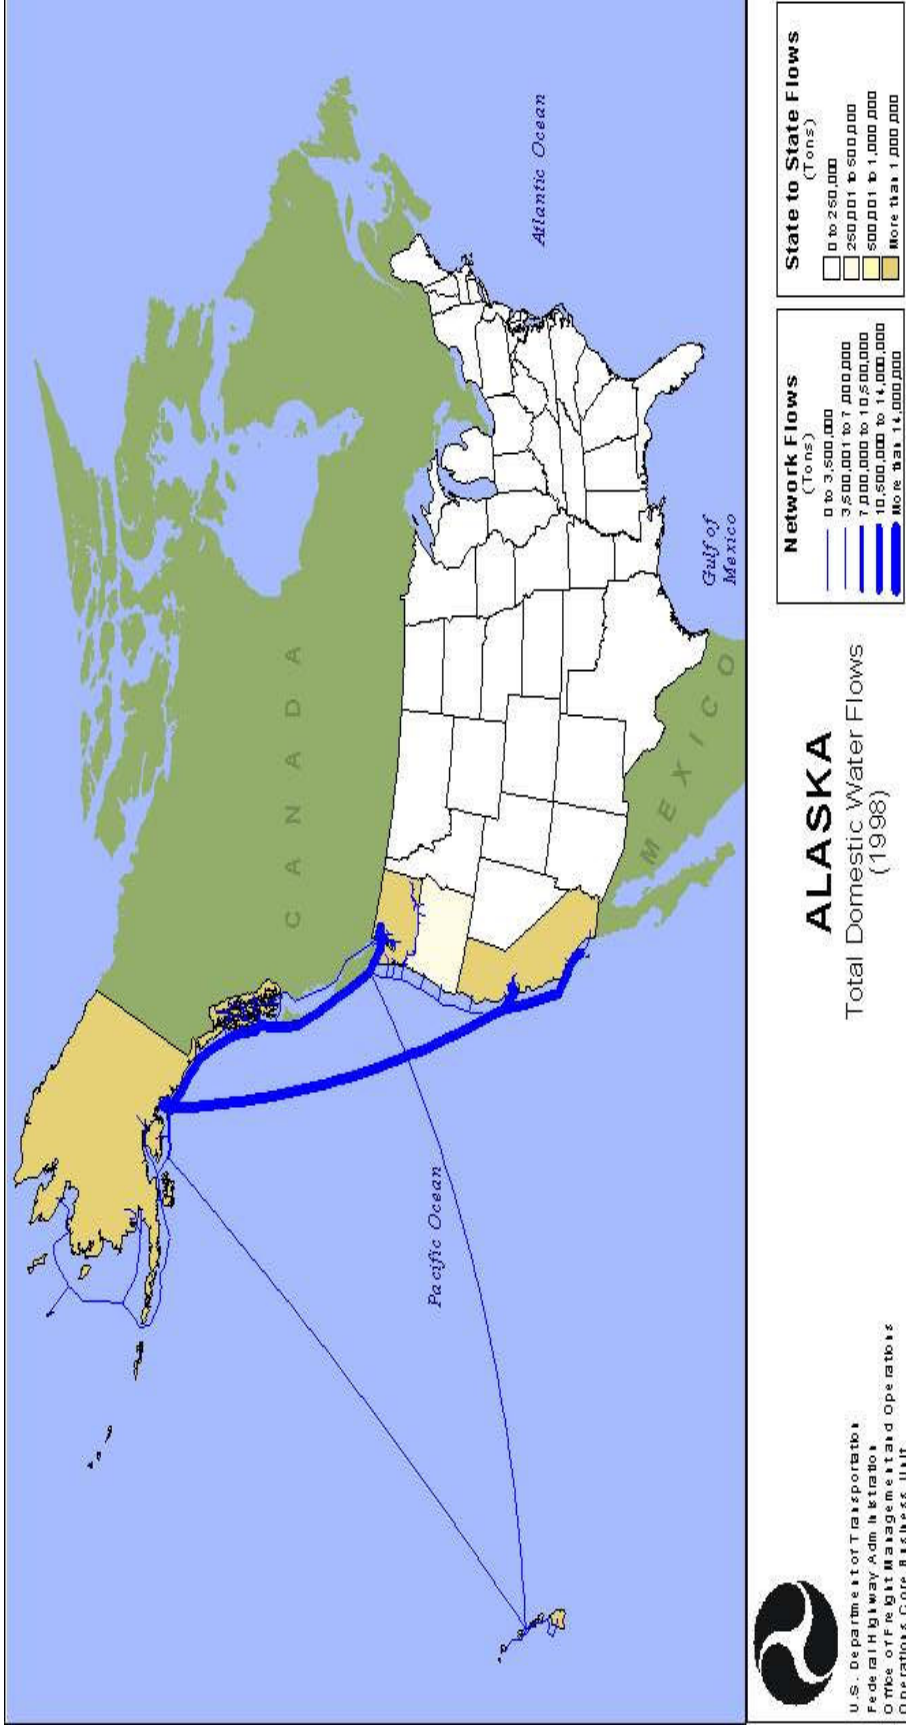 CANADA
Atlantic Ocean
Pacific Ocean
Gulf of
Mexico
MEXICO
U.S. Department of Transportation
Federal Highway Administration
Office of Freight Management and Operations
Operations Core Business Unit
ALASKA
Total Domestic Water Flows
(1998)
Network Flows
(Tons)
0 to 3,500,000
3,500,001 to 7,000,000
7,000,000 to 10,500,000
10,500,000 to 14,000,000
More than 14,000,000
State to State Flows
(Tons)
0 to 250,000
250,001 to 500,000
500,001 to 1,000,000
More than 1,000,000